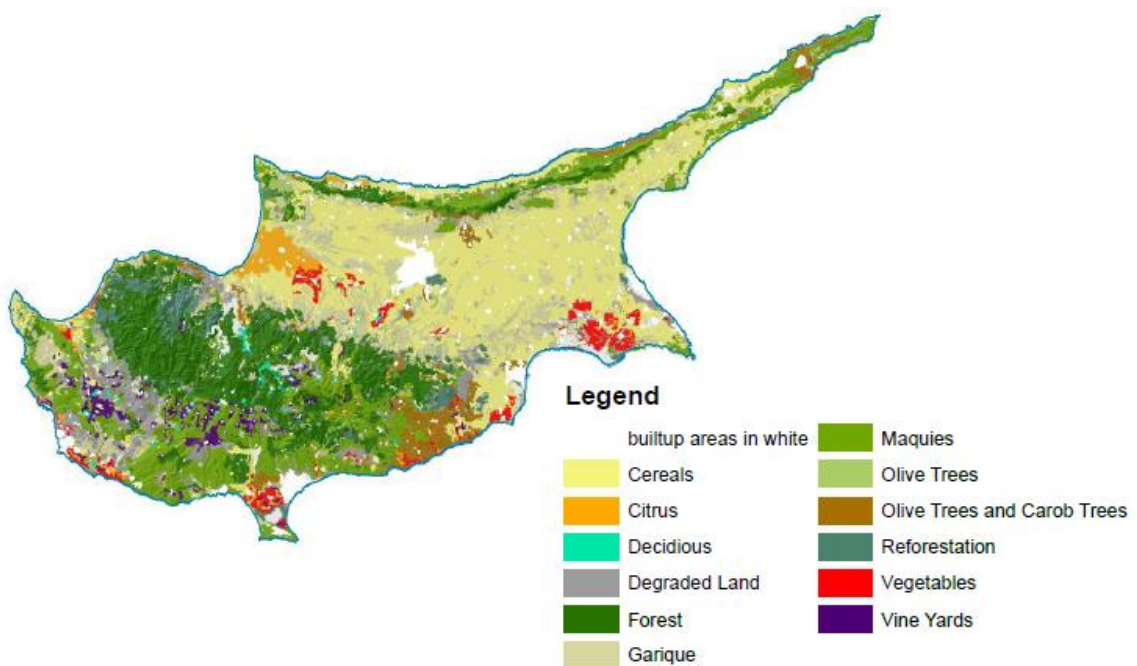 Legend
builtup areas in white
Cereals
Citrus
Decidious
Degraded Land
Forest
Garique
Maquies
Olive Trees
Olive Trees and Carob Trees
Reforestation
Vegetables
Vine Yards